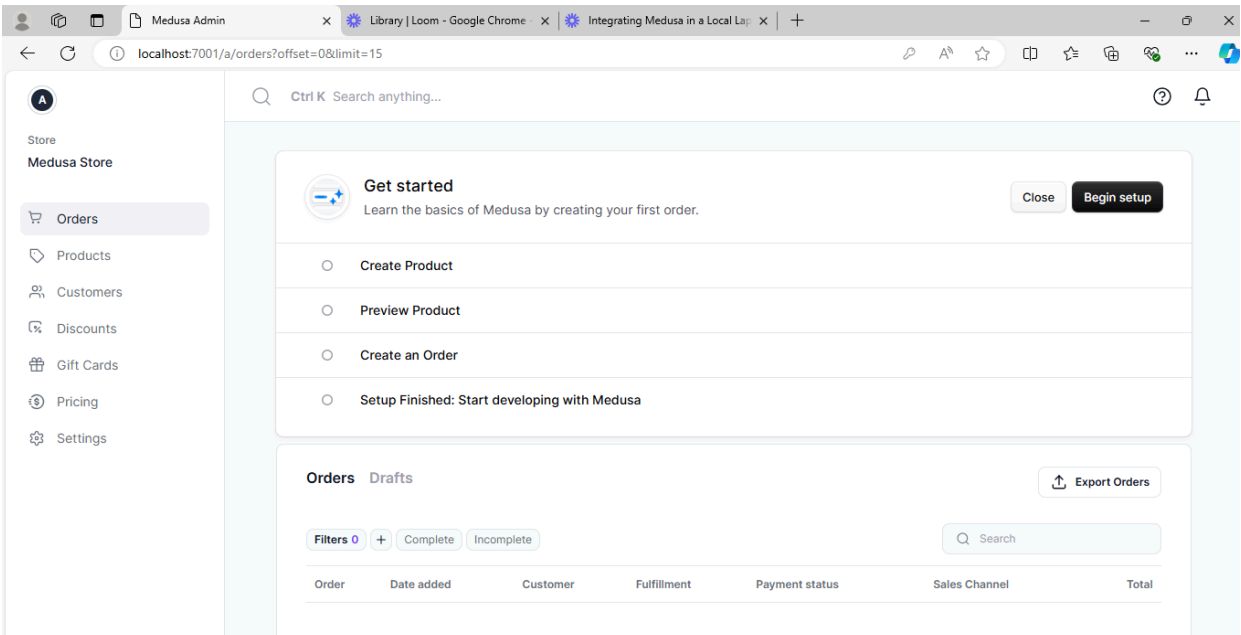 Medusa Admin
Library | Loom - Google Chrome -
Integrating Medusa in a Local Lap
localhost:7001/a/orders?offset=0&limit=15
A
Ctrl K Search anything...
Store
Medusa Store
Orders
Products
Customers
Discounts
Gift Cards
Pricing
Settings
Get started
Learn the basics of Medusa by creating your first order.
Close
Begin setup
Create Product
Preview Product
Create an Order
Setup Finished: Start developing with Medusa
Orders Drafts
Export Orders
Filters 0 + Complete Incomplete
Search
Order Date added Customer Fulfillment Payment status Sales Channel Total